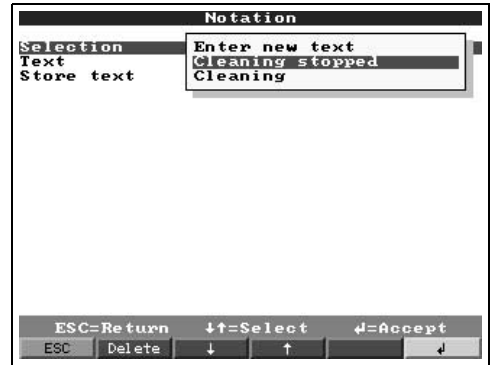 Notation
Selection
Enter new text
Text
Cleaning stopped
Store text
Cleaning
ESC=Return ↓↑=Select ↵=Accept
ESC Delete ↓ ↑ ↵